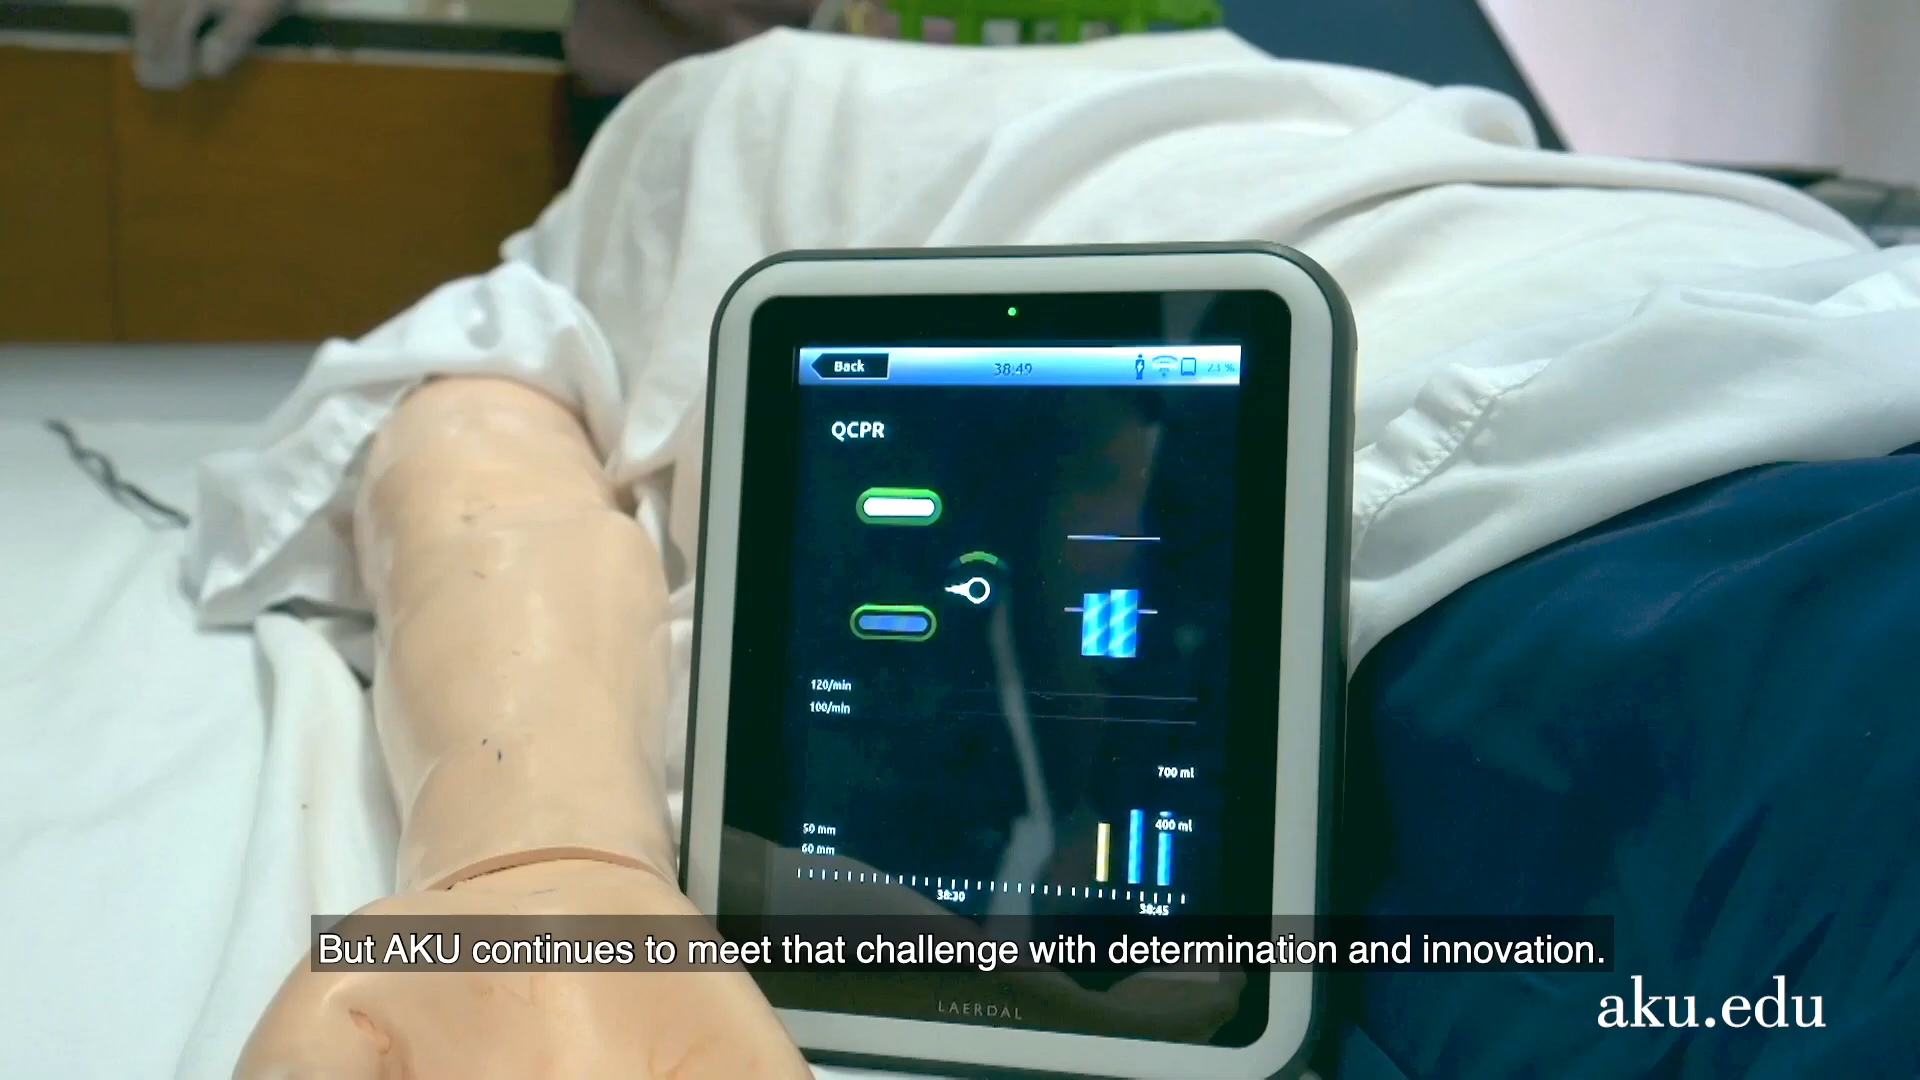 Back
38:49
23 %
QCPR
120/min
100/min
700 ml
400 ml
50 mm
60 mm
38:30
38:45
But AKU continues to meet that challenge with determination and innovation.
LAERDAL
aku.edu